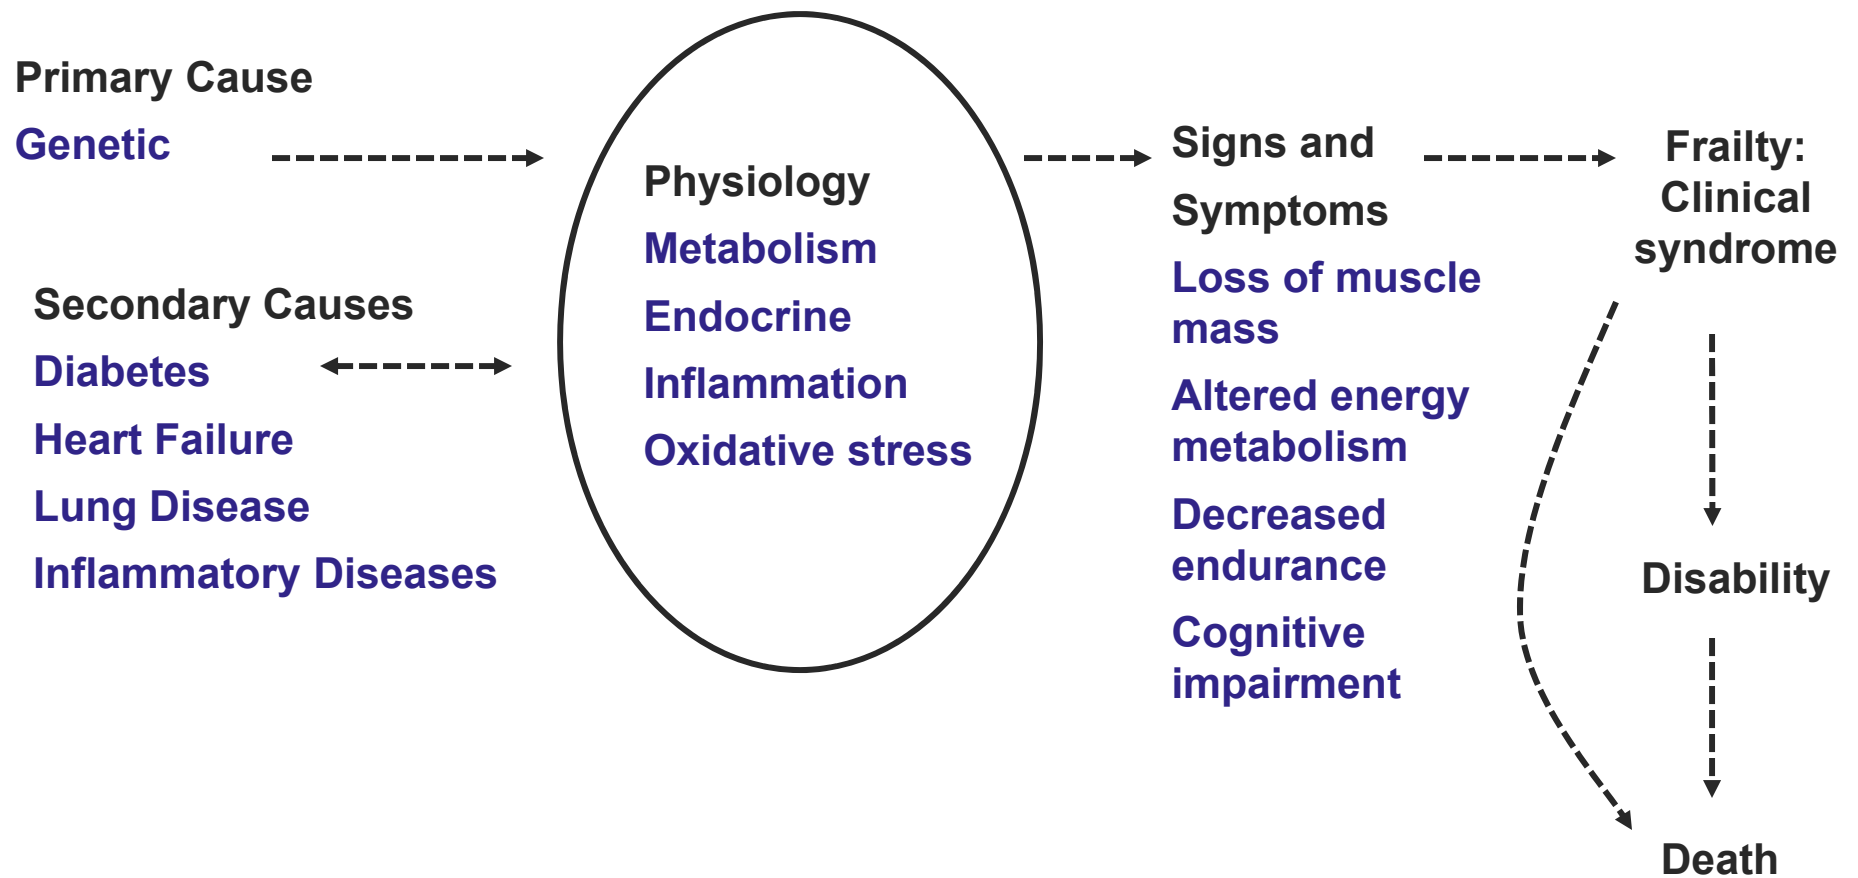 Primary Cause
Genetic
Secondary Causes
Diabetes
Heart Failure
Lung Disease
Inflammatory Diseases
Physiology
Metabolism
Endocrine
Inflammation
Oxidative stress
Signs and
Symptoms
Loss of muscle
mass
Altered energy
metabolism
Decreased
endurance
Cognitive
impairment
Frailty:
Clinical
syndrome
Disability
Death